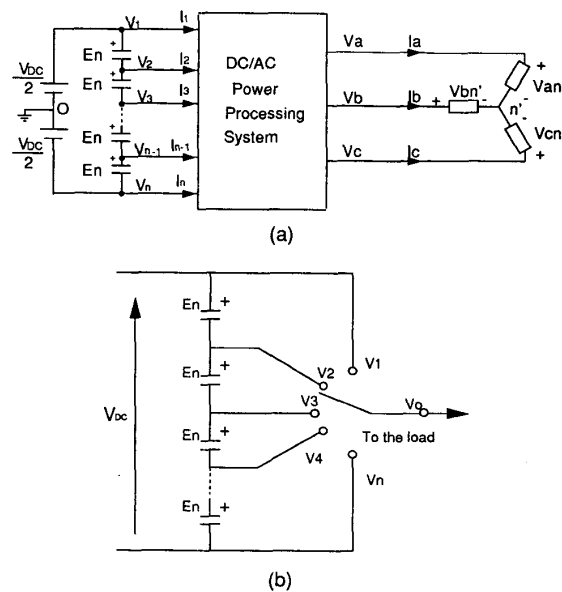 V1 I1
En + V2 I2
VDC/2 En + V3 I3
O
VDC/2
En + Vn-1 In-1
En + Vn In
DC/AC
Power
Processing
System
Va Ia
Vb Ib + Vbn' - n' -
Vc Ic
+ Van
- Vcn
+
(a)
En +
V1
En + V2
VDC V3 Vo
En + To the load
V4
Vn
En +
(b)